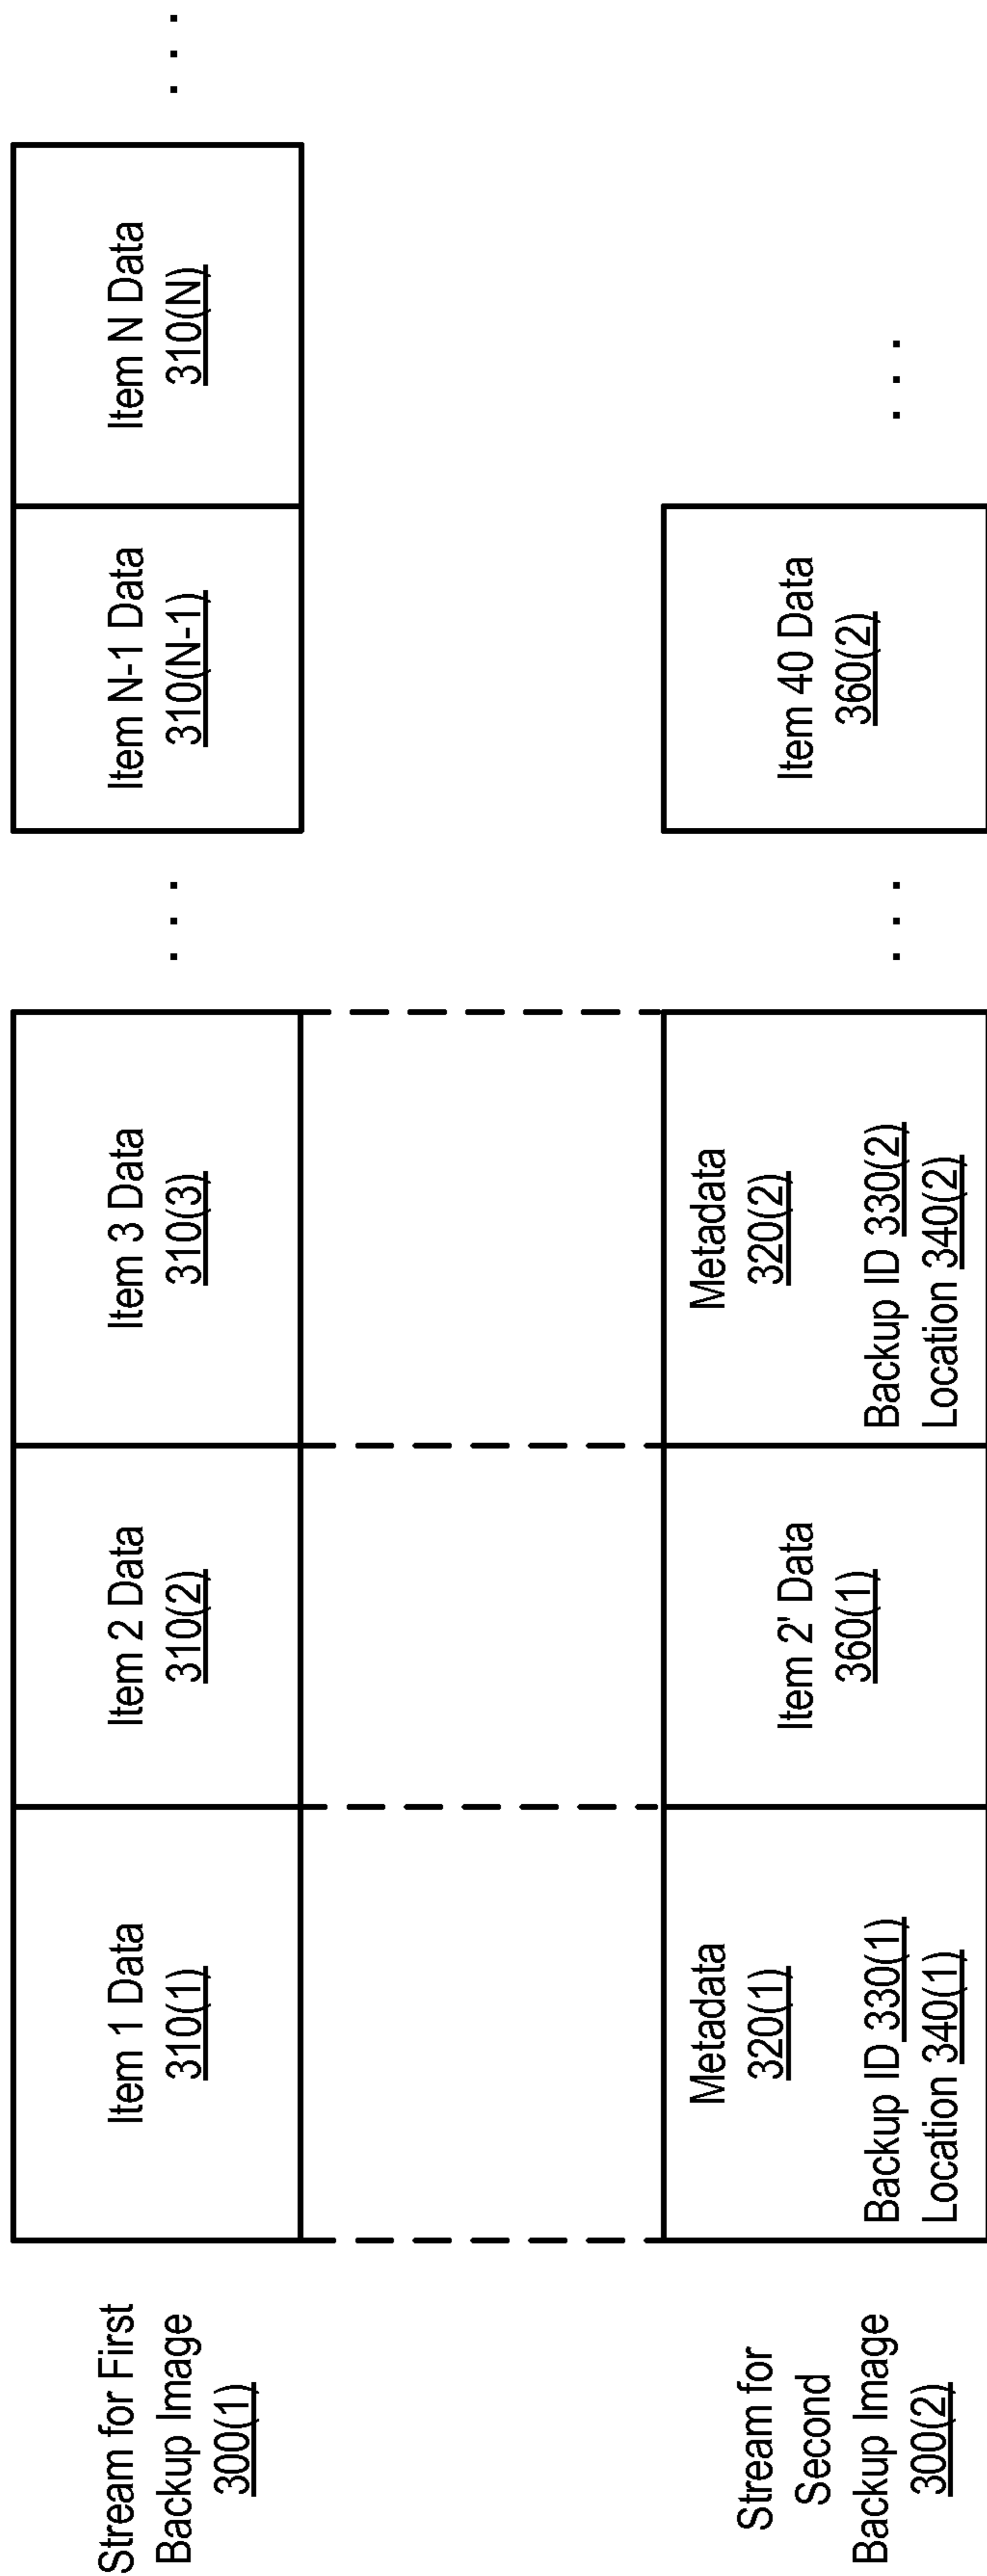 Stream for First
Backup Image
300(1)
Item 1 Data
310(1)
Item 2 Data
310(2)
Item 3 Data
310(3)
. . .
Item N-1 Data
310(N-1)
Item N Data
310(N)
. . .
Stream for
Second
Backup Image
300(2)
Metadata
320(1)
Backup ID 330(1)
Location 340(1)
Item 2' Data
360(1)
Metadata
320(2)
Backup ID 330(2)
Location 340(2)
. . .
Item 40 Data
360(2)
. . .